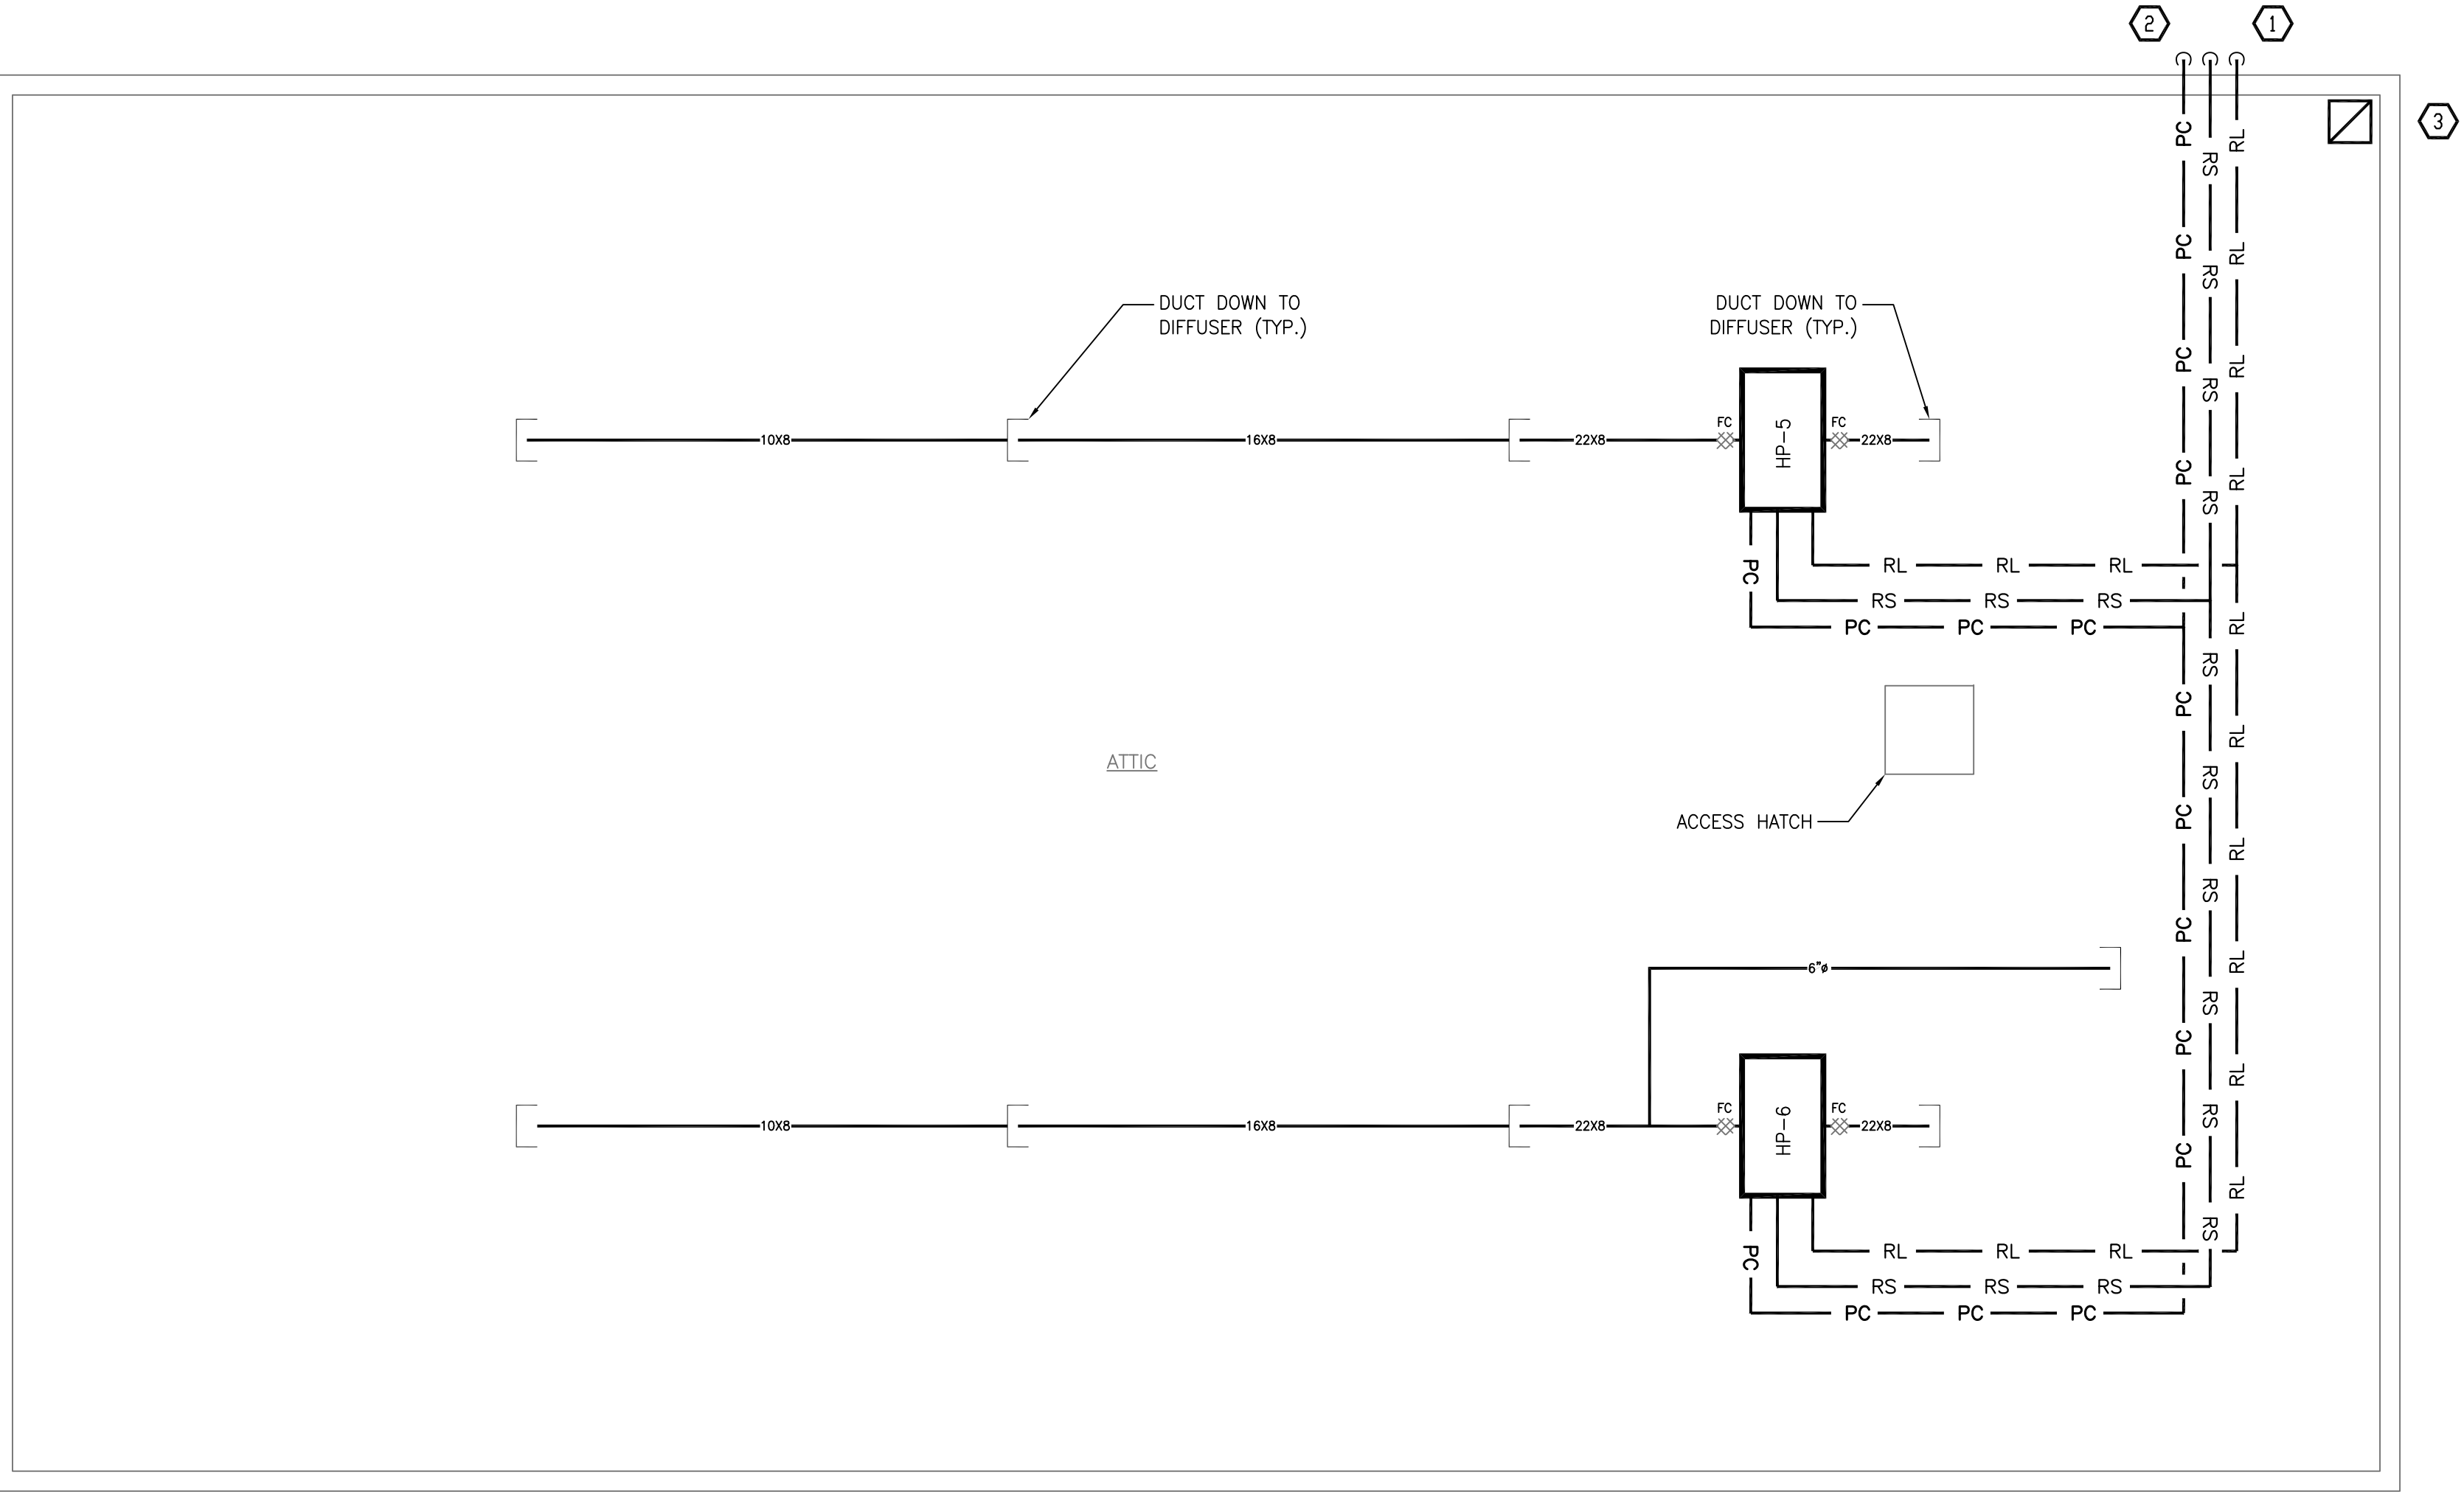 2
1
3
PC RS RL
PC RS RL
DUCT DOWN TO
DIFFUSER (TYP.)
DUCT DOWN TO
DIFFUSER (TYP.)
PC RS RL
10X8
16X8
22X8
FC
HP-5
FC
22X8
PC RS RL
PC
RL RL RL
RS RS RS
PC PC PC
RL
RS
PC
RL
ATTIC
RS
PC
ACCESS HATCH
RL
RS
PC
RL
6"ø
RS
PC
RL
10X8
16X8
22X8
FC
HP-6
FC
22X8
RS
PC
RL
RS
PC
RL RL RL
RS RS RS
PC PC PC